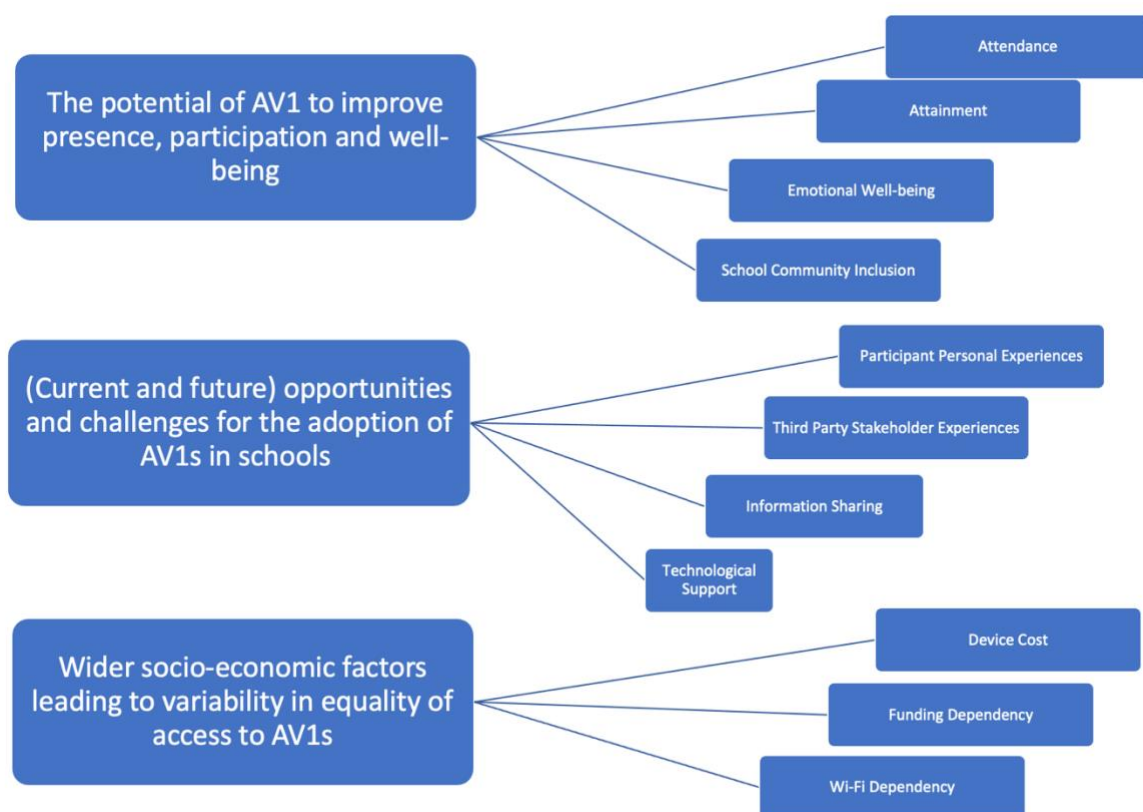 The potential of AV1 to improve
presence, participation and well-
being
Attendance
Attainment
Emotional Well-being
School Community Inclusion
(Current and future) opportunities
and challenges for the adoption of
AV1s in schools
Participant Personal Experiences
Third Party Stakeholder Experiences
Information Sharing
Technological
Support
Wider socio-economic factors
leading to variability in equality of
access to AV1s
Device Cost
Funding Dependency
Wi-Fi Dependency